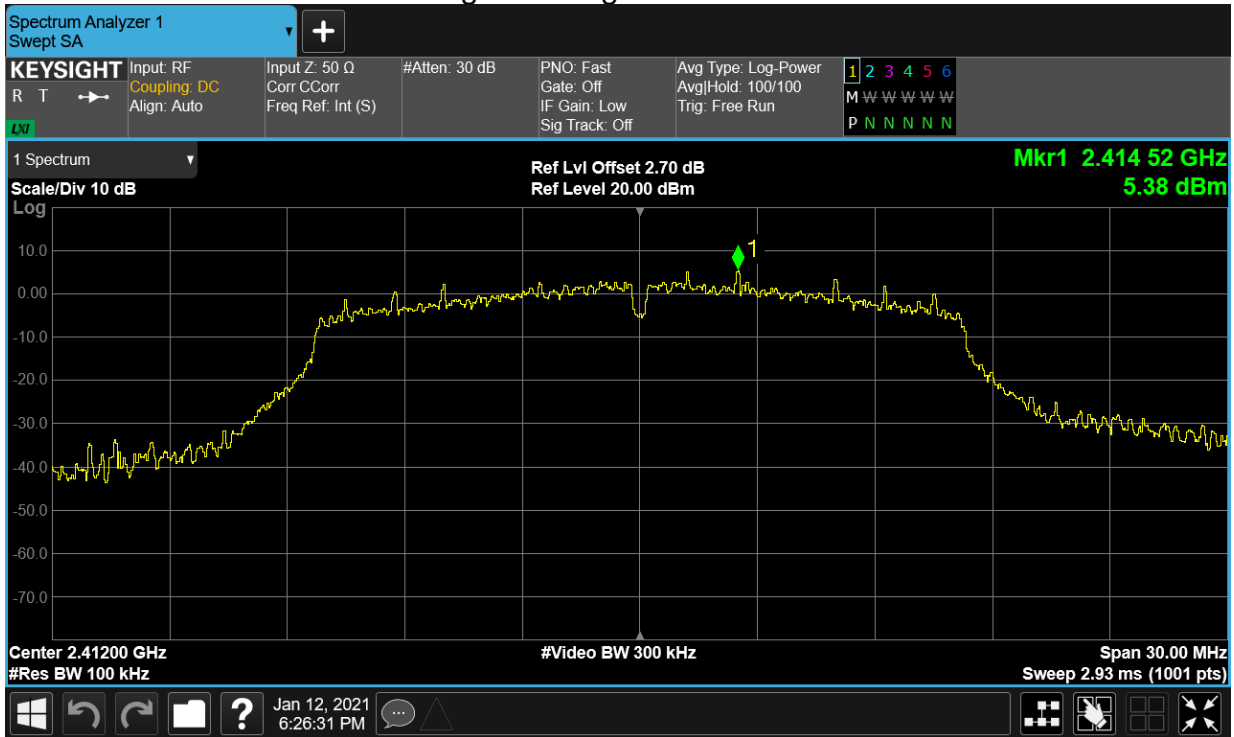 Spectrum Analyzer 1
Swept SA
KEYSIGHT
R T
LXI
Input: RF
Coupling: DC
Align: Auto
Input Z: 50 Ω
Corr CCorr
Freq Ref: Int (S)
#Atten: 30 dB
PNO: Fast
Gate: Off
IF Gain: Low
Sig Track: Off
Avg Type: Log-Power
Avg|Hold: 100/100
Trig: Free Run
1 2 3 4 5 6
M W W W W W
P N N N N N
1 Spectrum
Scale/Div 10 dB
Log
Ref Lvl Offset 2.70 dB
Ref Level 20.00 dBm
Mkr1 2.414 52 GHz
5.38 dBm
1
10.0
0.00
-10.0
-20.0
-30.0
-40.0
-50.0
-60.0
-70.0
Center 2.41200 GHz
#Res BW 100 kHz
#Video BW 300 kHz
Span 30.00 MHz
Sweep 2.93 ms (1001 pts)
?
Jan 12, 2021
6:26:31 PM